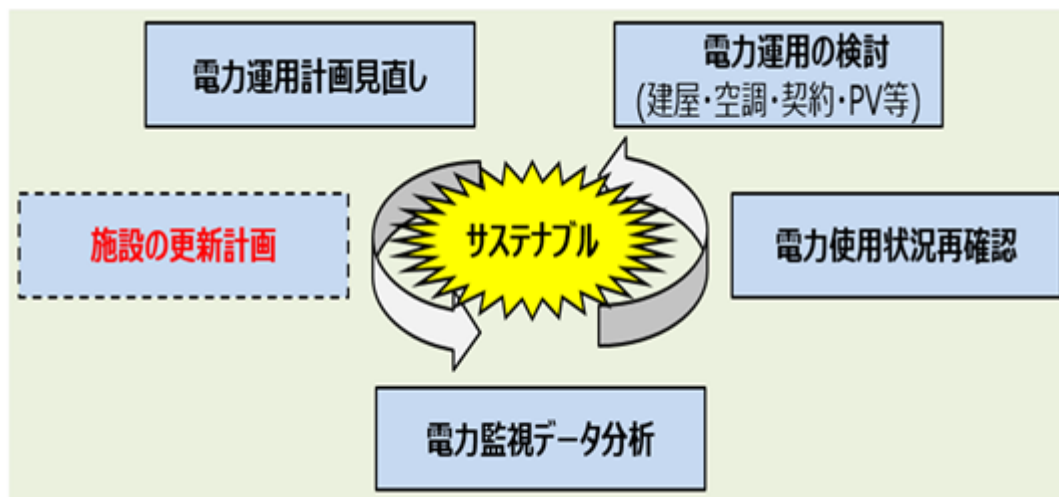 電力運用計画見直し
電力運用の検討
(建屋・空調・契約・PV等)
施設の更新計画
サステナブル
電力使用状況再確認
電力監視データ分析